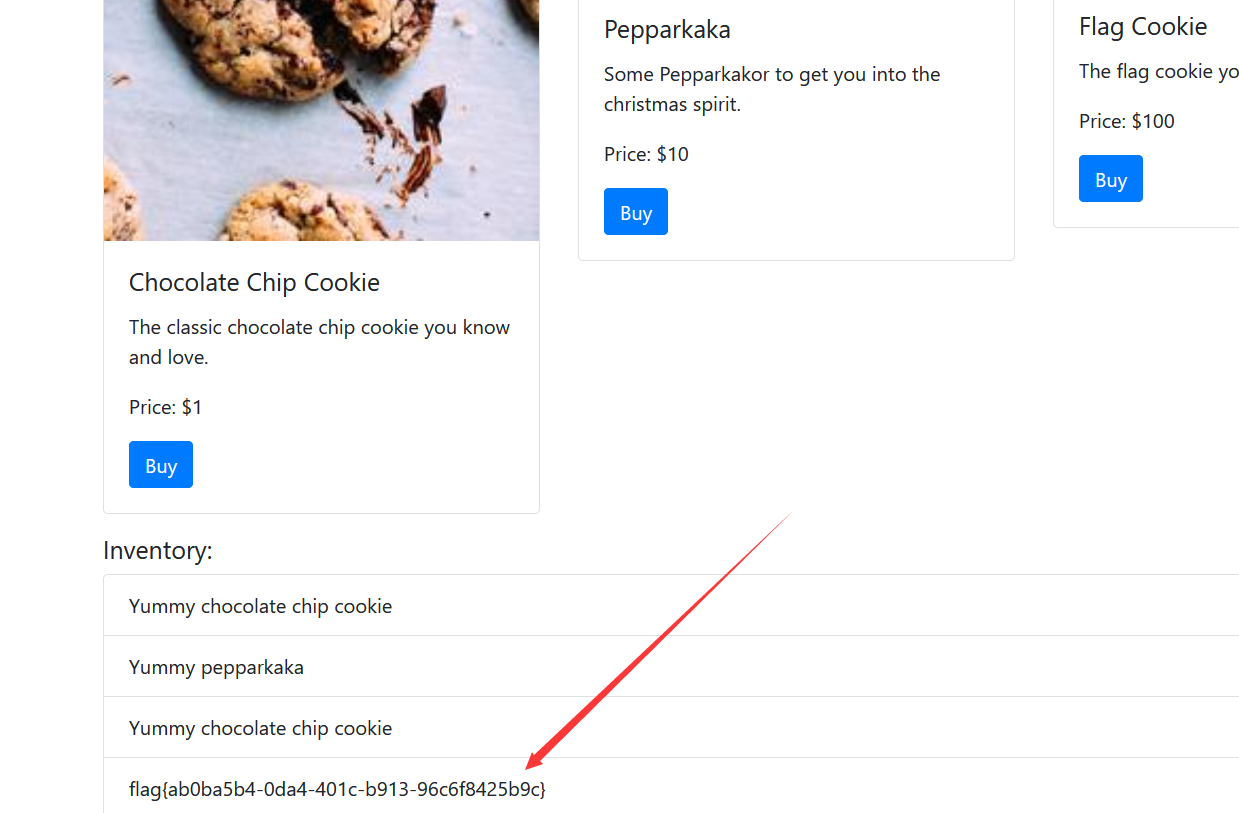 Pepparkaka
Some Pepparkakor to get you into the
christmas spirit.
Price: $10
Buy
Flag Cookie
The flag cookie yo
Price: $100
Buy
Chocolate Chip Cookie
The classic chocolate chip cookie you know
and love.
Price: $1
Buy
Inventory:
Yummy chocolate chip cookie
Yummy pepparkaka
Yummy chocolate chip cookie
flag{ab0ba5b4-0da4-401c-b913-96c6f8425b9c}